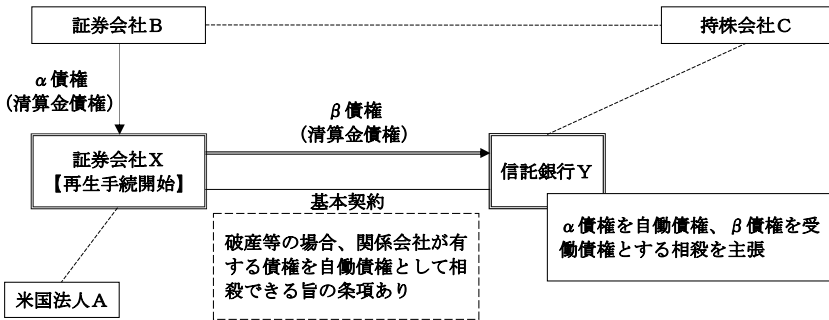 証券会社B
持株会社C
α債権
(清算金債権)
β債権
(清算金債権)
証券会社X
【再生手続開始】
信託銀行Y
基本契約
破産等の場合、関係会社が有
する債権を自働債権として相
殺できる旨の条項あり
α債権を自働債権、β債権を受
働債権とする相殺を主張
米国法人A